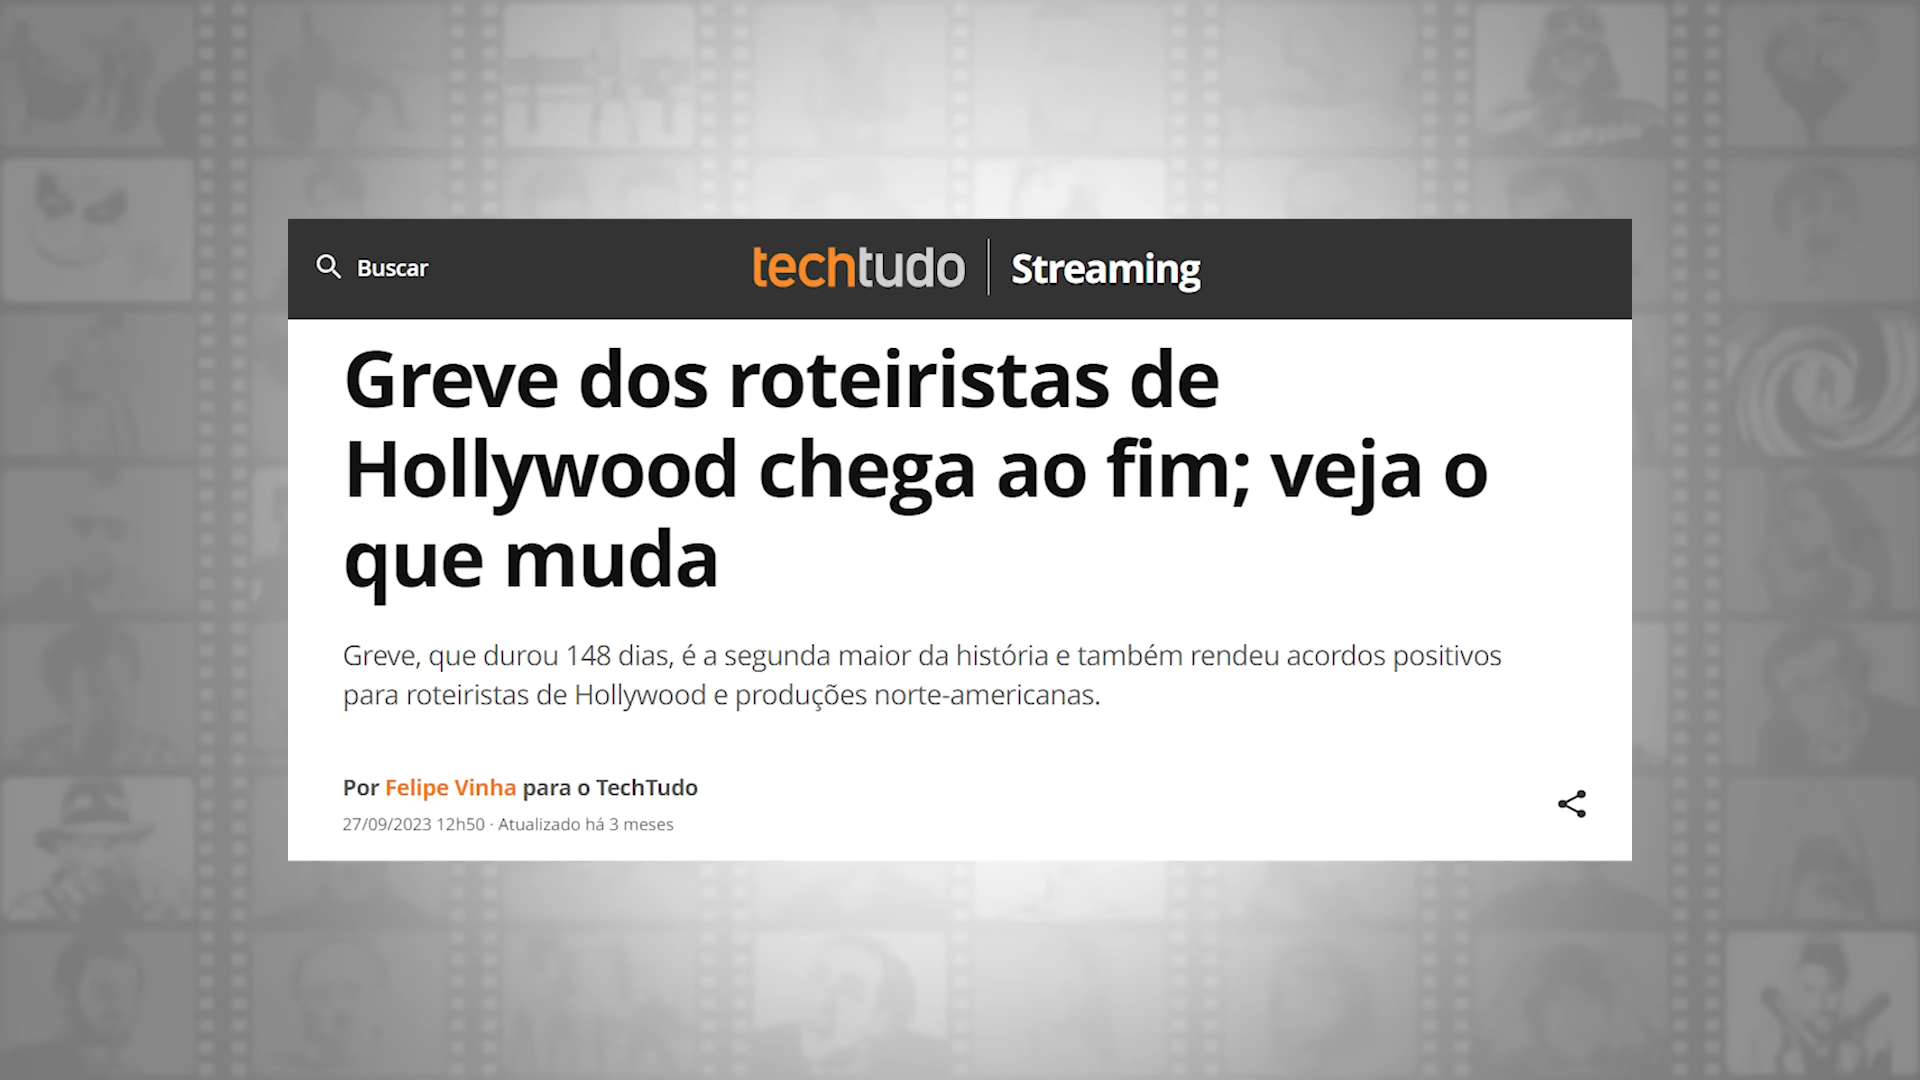 Buscar
techtudo
Streaming
Greve dos roteiristas de
Hollywood chega ao fim; veja o
que muda
Greve, que durou 148 dias, é a segunda maior da história e também rendeu acordos positivos
para roteiristas de Hollywood e produções norte-americanas.
Por Felipe Vinha para o TechTudo
27/09/2023 12h50 · Atualizado há 3 meses